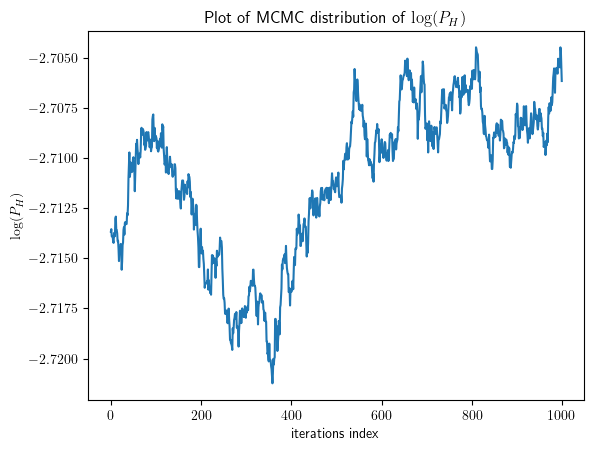 Plot of MCMC distribution of log(P_H)
−2.7050
−2.7075
−2.7100
−2.7125
−2.7150
−2.7175
−2.7200
log(P_H)
0 200 400 600 800 1000
iterations index